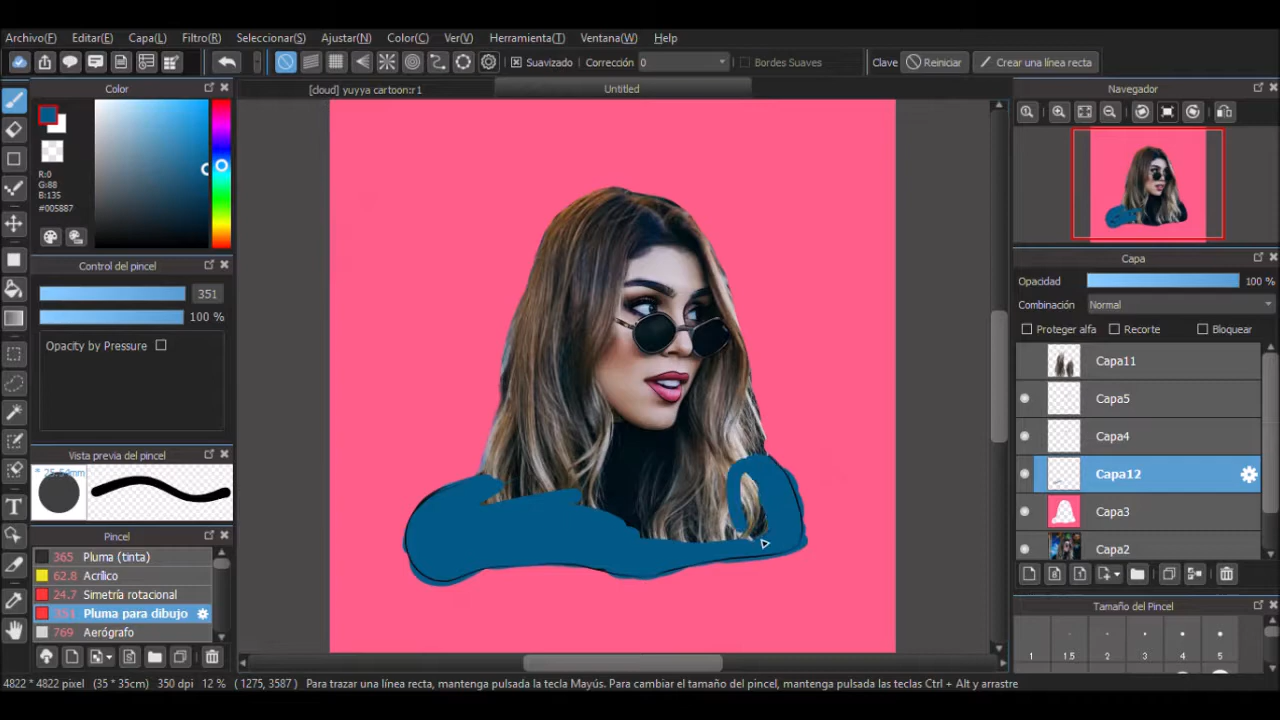 Archivo(F) Editar(E) Capa(L) Filtro(R) Seleccionar(S) Ajustar(N) Color(C) Ver(V) Herramienta(T) Ventana(W) Help
Suavizado Corrección 0 Bordes Suaves Clave Reiniciar Crear una línea recta
[cloud] yuyya cartoon:r1 Untitled
Color
R:0
G:88
B:135
#005887
Control del pincel
351
100 %
Opacity by Pressure
Vista previa del pincel
* 25.54mm
Pincel
365 Pluma (tinta)
62.8 Acrílico
24.7 Simetría rotacional
351 Pluma para dibujo
769 Aerógrafo
Navegador
Capa
Opacidad 100 %
Combinación Normal
Proteger alfa Recorte Bloquear
Capa11
Capa5
Capa4
Capa12
Capa3
Capa2
Tamaño del Pincel
1 1.5 2 3 4 5
4822 * 4822 pixel (35 * 35cm) 350 dpi 12 % ( 1275, 3587 ) Para trazar una línea recta, mantenga pulsada la tecla Mayús. Para cambiar el tamaño del pincel, mantenga pulsadas las teclas Ctrl + Alt y arrastre